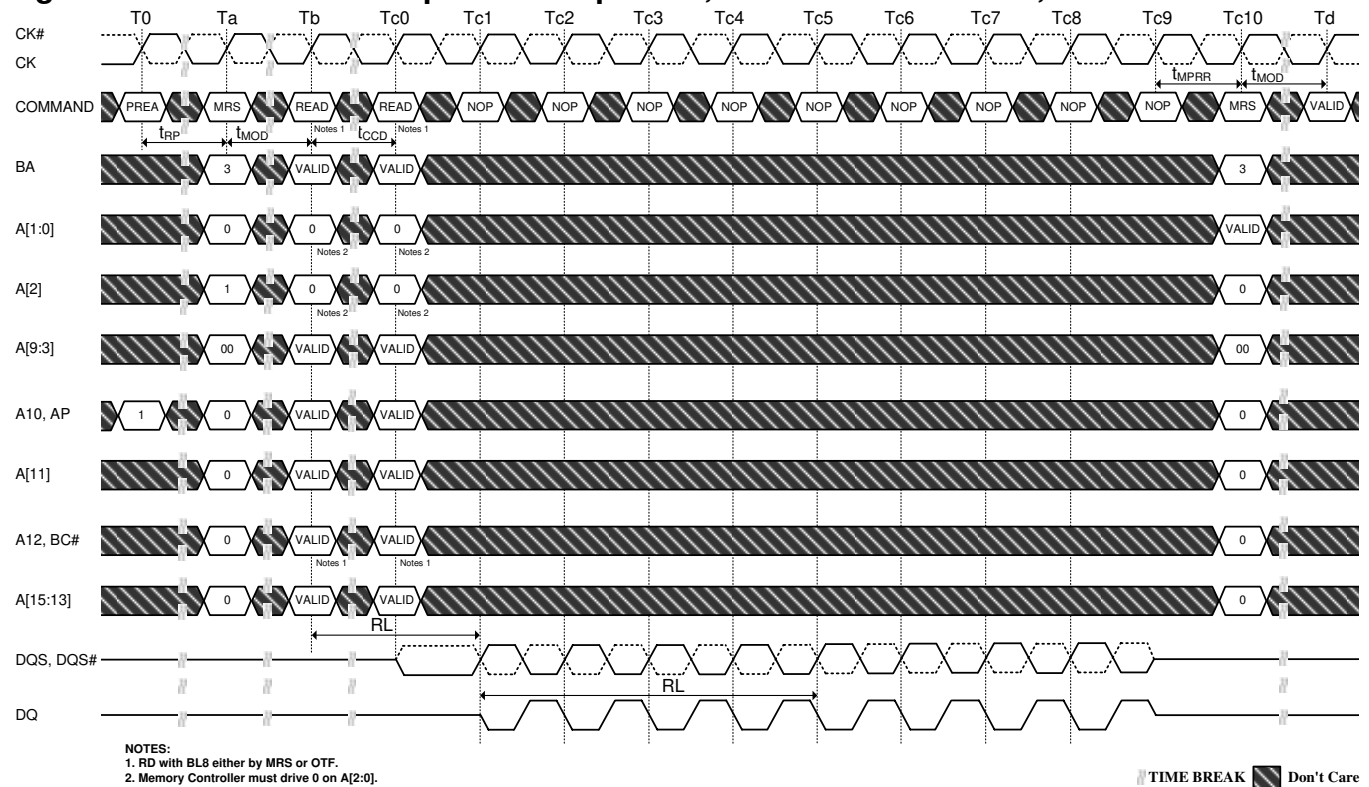 T0 Ta Tb Tc0 Tc1 Tc2 Tc3 Tc4 Tc5 Tc6 Tc7 Tc8 Tc9 Tc10 Td
CK#
CK
tMPRR tMOD
COMMAND PREA MRS READ READ NOP NOP NOP NOP NOP NOP NOP NOP NOP MRS VALID
Notes 1 Notes 1
tRP tMOD tCCD
BA 3 VALID VALID 3
A[1:0] 0 0 0 VALID
Notes 2 Notes 2
A[2] 1 0 0 0
Notes 2 Notes 2
A[9:3] 00 VALID VALID 00
A10, AP 1 0 VALID VALID 0
A[11] 0 VALID VALID 0
A12, BC# 0 VALID VALID 0
Notes 1 Notes 1
A[15:13] 0 VALID VALID 0
RL
DQS, DQS#
RL
DQ
NOTES:
1. RD with BL8 either by MRS or OTF.
2. Memory Controller must drive 0 on A[2:0].
TIME BREAK Don't Care